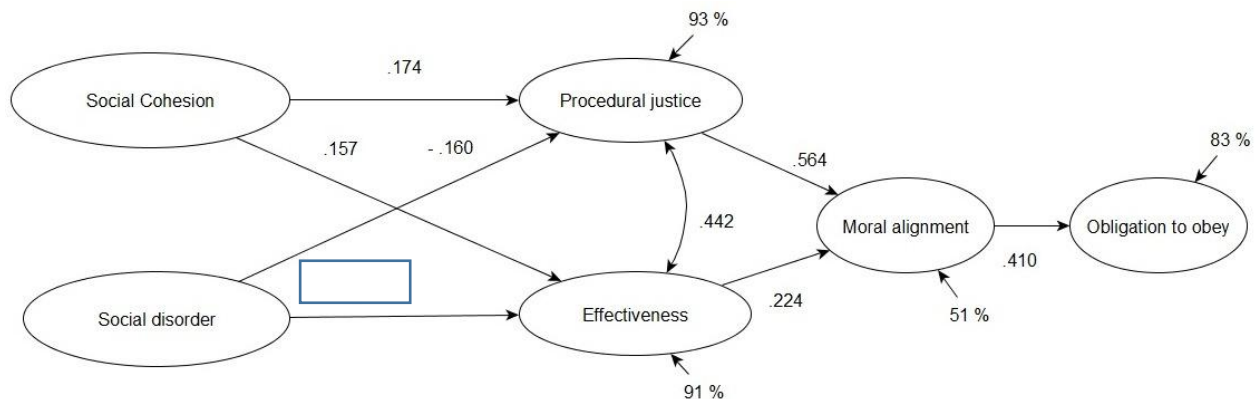 93 %
.174
Social Cohesion
Procedural justice
.157
- .160
83 %
.564
.442
Moral alignment
Obligation to obey
.410
Social disorder
Effectiveness
.224
51 %
91 %